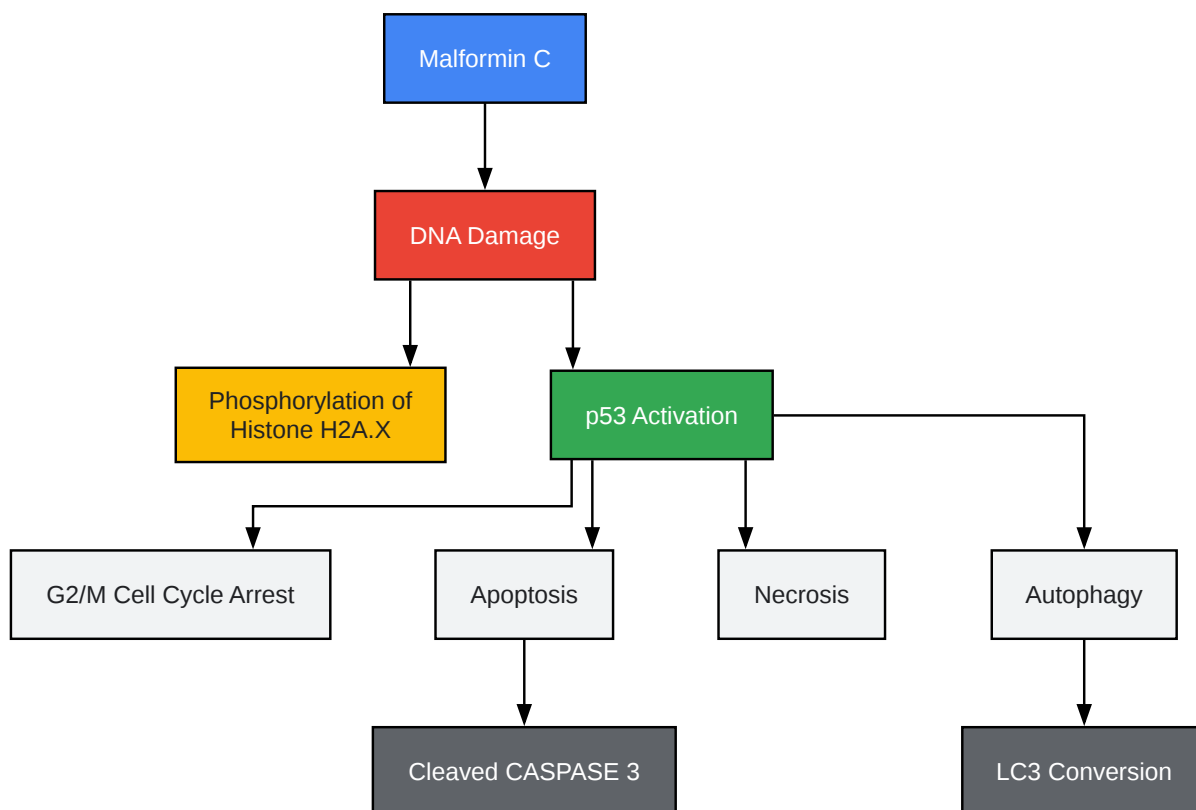 Malformin C
DNA Damage
Phosphorylation of
Histone H2A.X
p53 Activation
G2/M Cell Cycle Arrest
Apoptosis
Necrosis
Autophagy
Cleaved CASPASE 3
LC3 Conversion